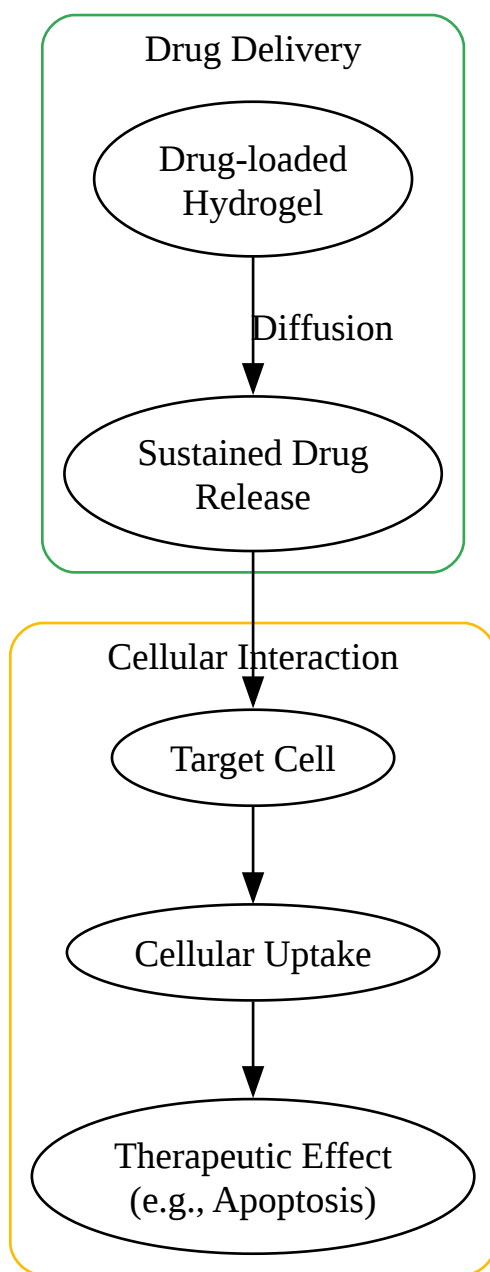 Drug Delivery
Drug-loaded
Hydrogel
Diffusion
Sustained Drug
Release
Cellular Interaction
Target Cell
Cellular Uptake
Therapeutic Effect
(e.g., Apoptosis)